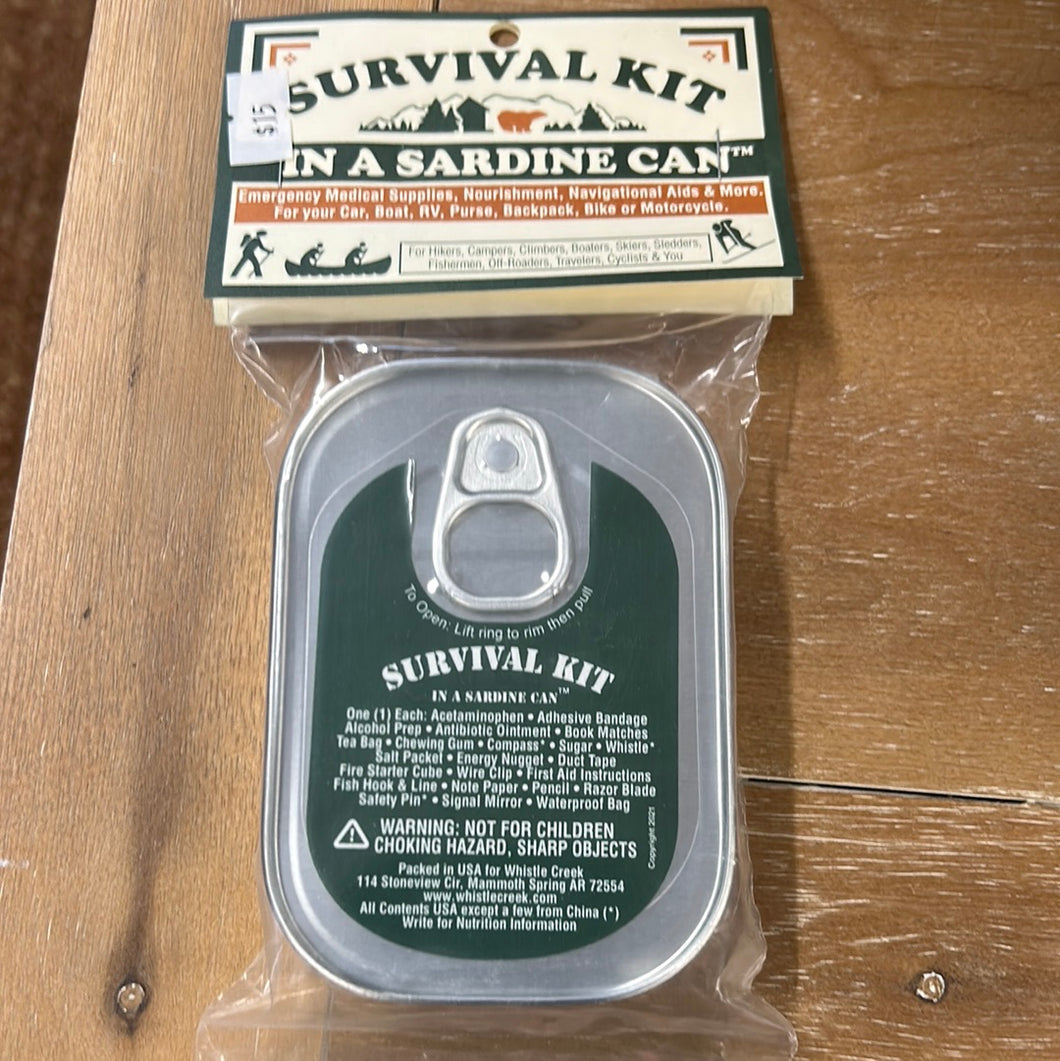 SURVIVAL KIT
$15
IN A SARDINE CAN™
Emergency Medical Supplies, Nourishment, Navigational Aids & More.
For your Car, Boat, RV, Purse, Backpack, Bike or Motorcycle.
For Hikers, Campers, Climbers, Boaters, Skiers, Sledders,
Fishermen, Off-Roaders, Travelers, Cyclists & You
To Open: Lift ring to rim then pull
SURVIVAL KIT
IN A SARDINE CAN™
One (1) Each: Acetaminophen • Adhesive Bandage
Alcohol Prep • Antibiotic Ointment • Book Matches
Tea Bag • Chewing Gum • Compass* • Sugar • Whistle*
Salt Packet • Energy Nugget • Duct Tape
Fire Starter Cube • Wire Clip • First Aid Instructions
Fish Hook & Line • Note Paper • Pencil • Razor Blade
Safety Pin* • Signal Mirror • Waterproof Bag
WARNING: NOT FOR CHILDREN
CHOKING HAZARD, SHARP OBJECTS
Copyright 2021
Packed in USA for Whistle Creek
114 Stoneview Cir, Mammoth Spring AR 72554
www.whistlecreek.com
All Contents USA except a few from China (*)
Write for Nutrition Information